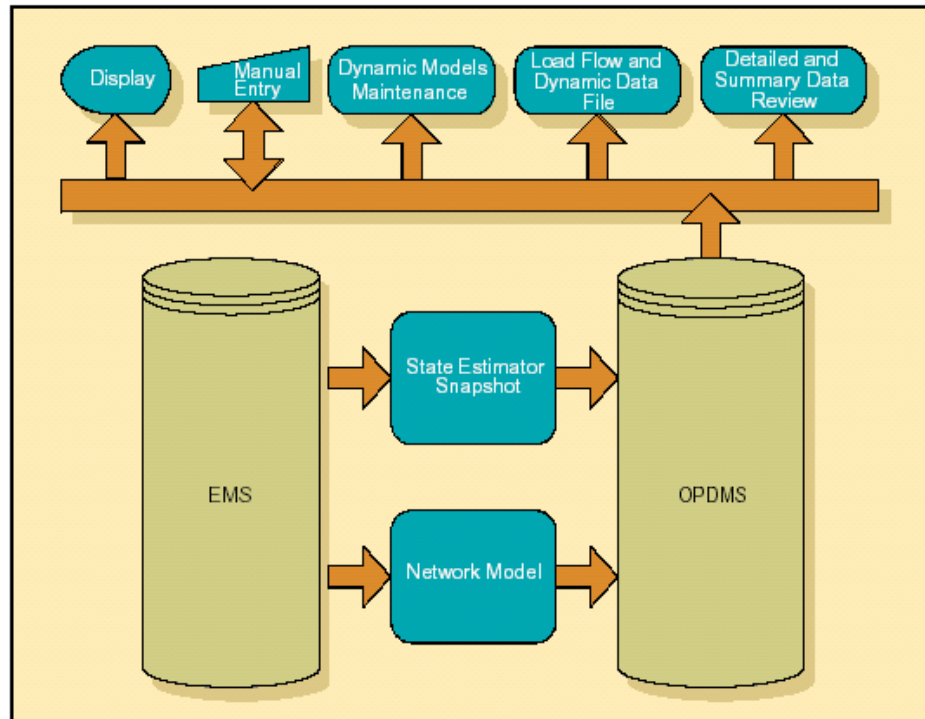 Display
Manual
Entry
Dynamic Models
Maintenance
Load Flow and
Dynamic Data
File
Detailed and
Summary Data
Review
State Estimator
Snapshot
EMS
OPDMS
Network Model